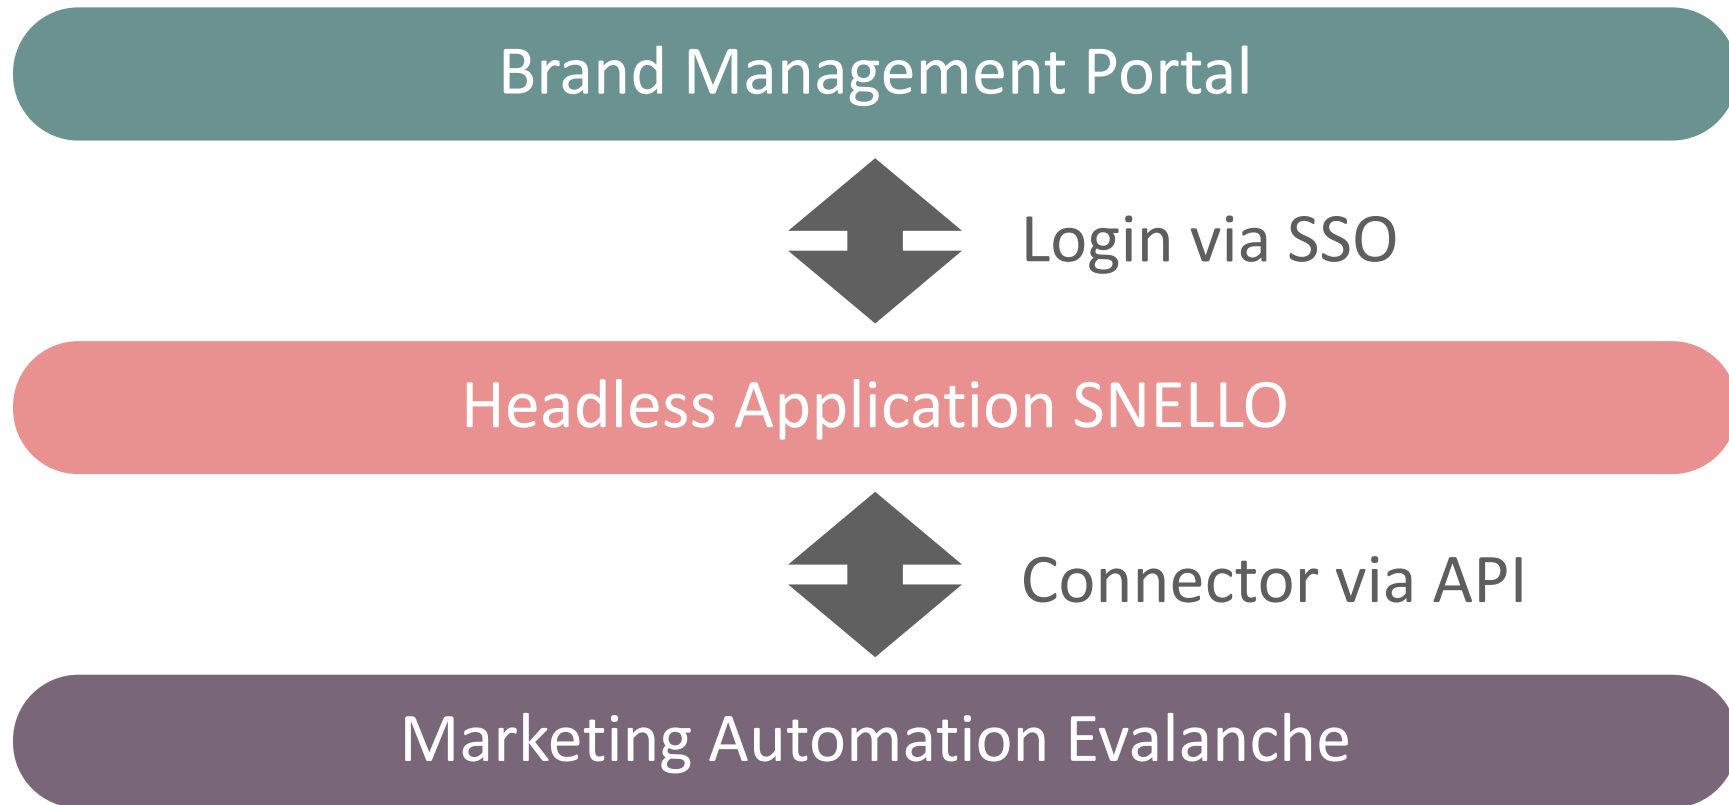 Brand Management Portal
Login via SSO
Headless Application SNELLO
Connector via API
Marketing Automation Evalanche